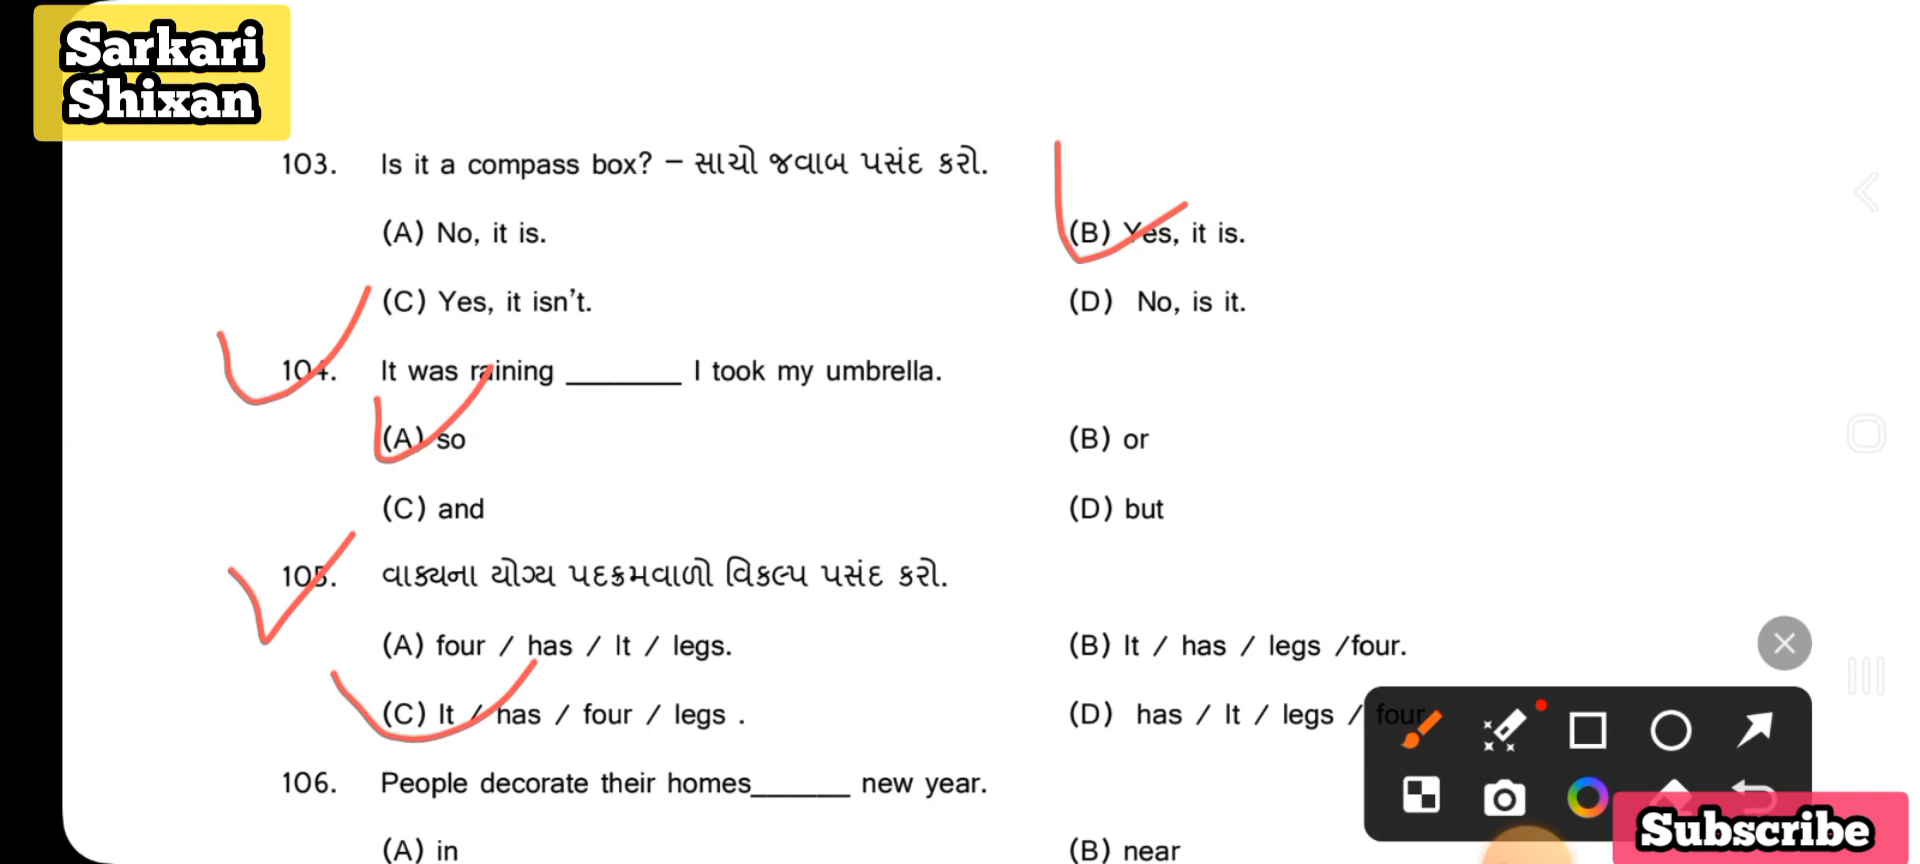 Sarkari
Shixan
103. Is it a compass box? – સાચો જવાબ પસંદ કરો.
(A) No, it is. (B) Yes, it is.
(C) Yes, it isn't. (D) No, is it.
104. It was raining _______ I took my umbrella.
(A) so (B) or
(C) and (D) but
105. વાક્યના યોગ્ય પદક્રમવાળો વિકલ્પ પસંદ કરો.
(A) four / has / It / legs. (B) It / has / legs /four.
(C) It / has / four / legs . (D) has / It / legs / four
106. People decorate their homes______ new year.
(A) in (B) near
Subscribe